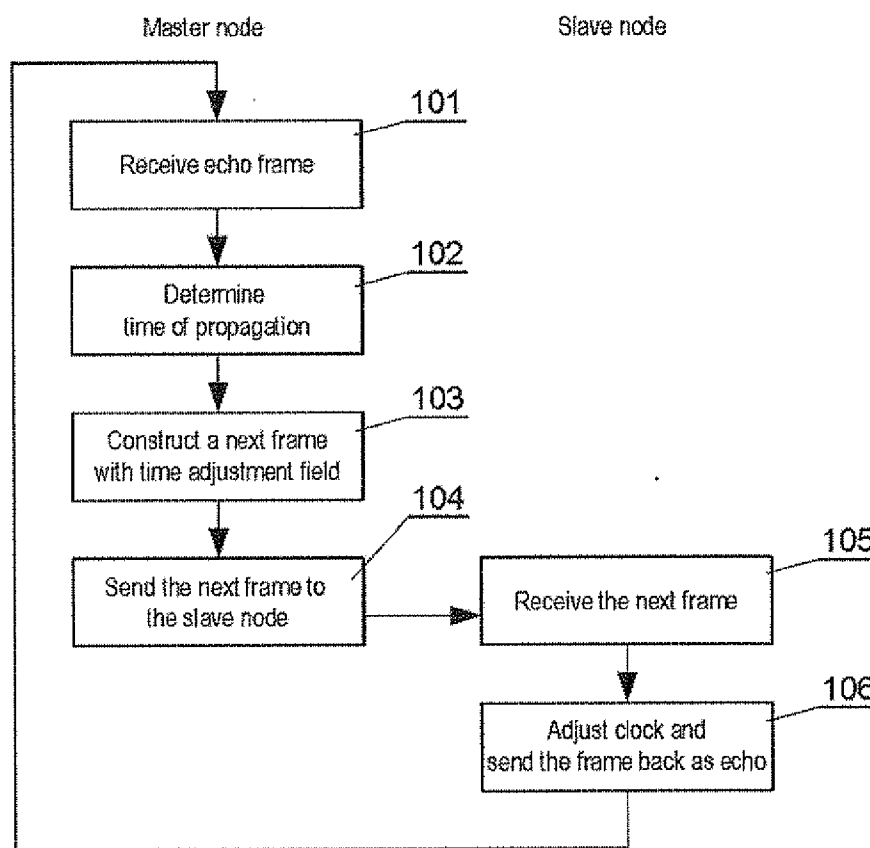 Master node
Slave node
101
Receive echo frame
102
Determine
time of propagation
103
Construct a next frame
with time adjustment field
104
Send the next frame to
the slave node
105
Receive the next frame
106
Adjust clock and
send the frame back as echo